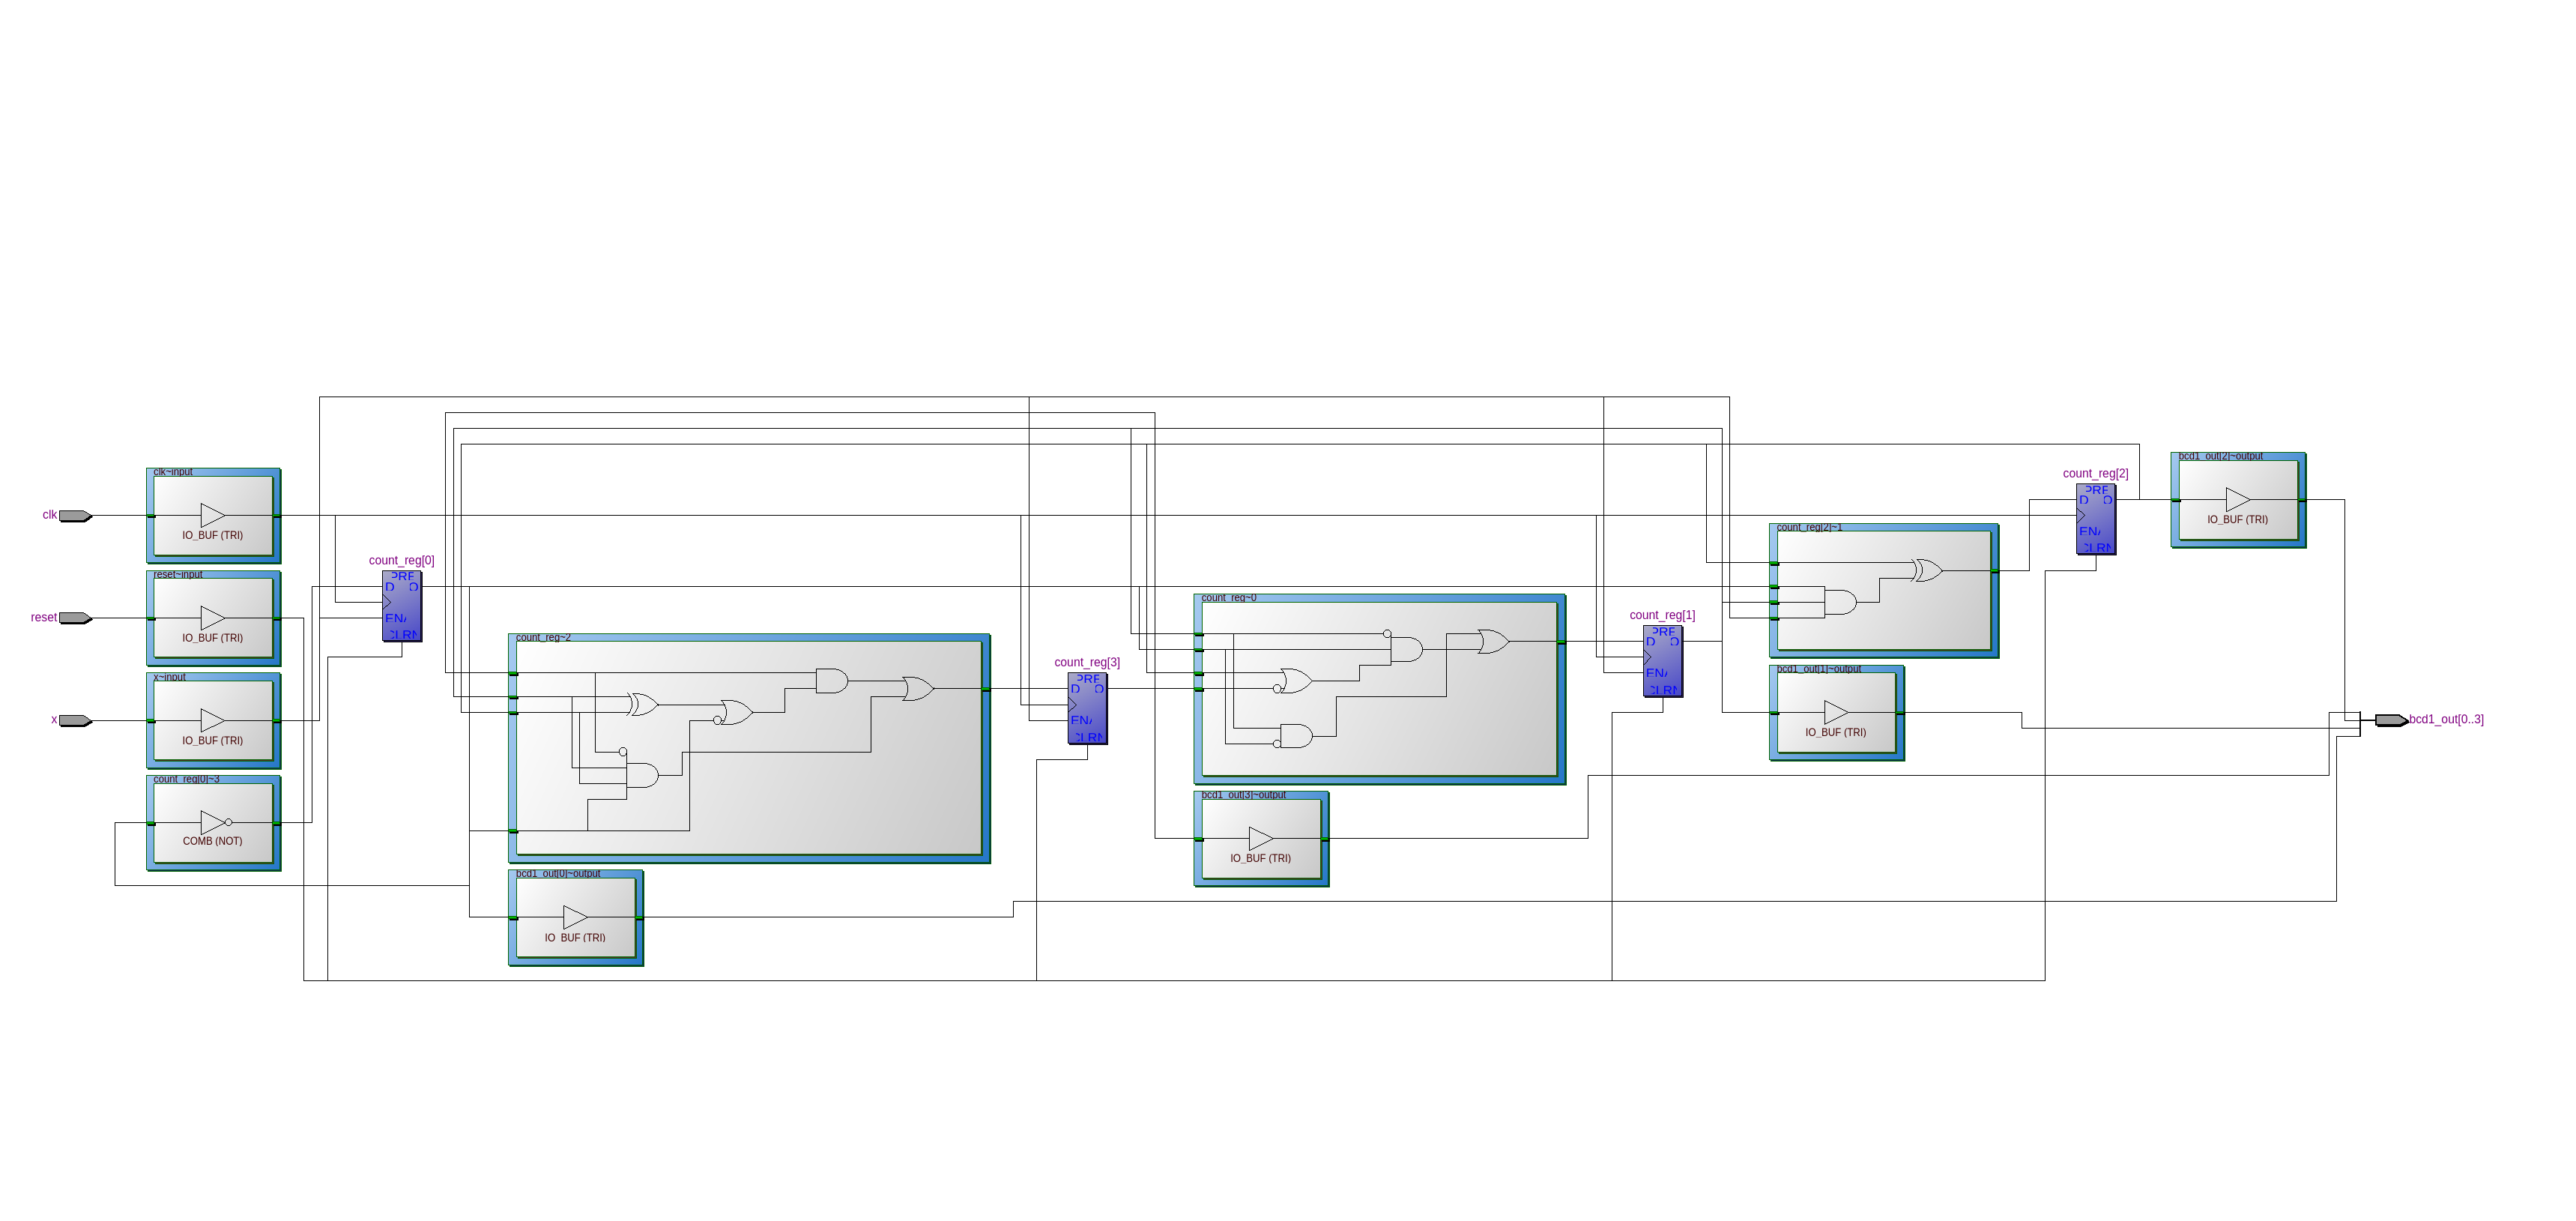 clk
clk~input
IO_BUF (TRI)
reset
reset~input
IO_BUF (TRI)
x
x~input
IO_BUF (TRI)
count_reg[0]~3
COMB (NOT)
count_reg[0]
PRE
D
Q
ENA
CLRN
count_reg~2
bcd1_out[0]~output
IO_BUF (TRI)
count_reg[3]
PRE
D
Q
ENA
CLRN
count_reg~0
bcd1_out[3]~output
IO_BUF (TRI)
count_reg[1]
PRE
D
Q
ENA
CLRN
count_reg[2]~1
bcd1_out[1]~output
IO_BUF (TRI)
count_reg[2]
PRE
D
Q
ENA
CLRN
bcd1_out[2]~output
IO_BUF (TRI)
bcd1_out[0..3]